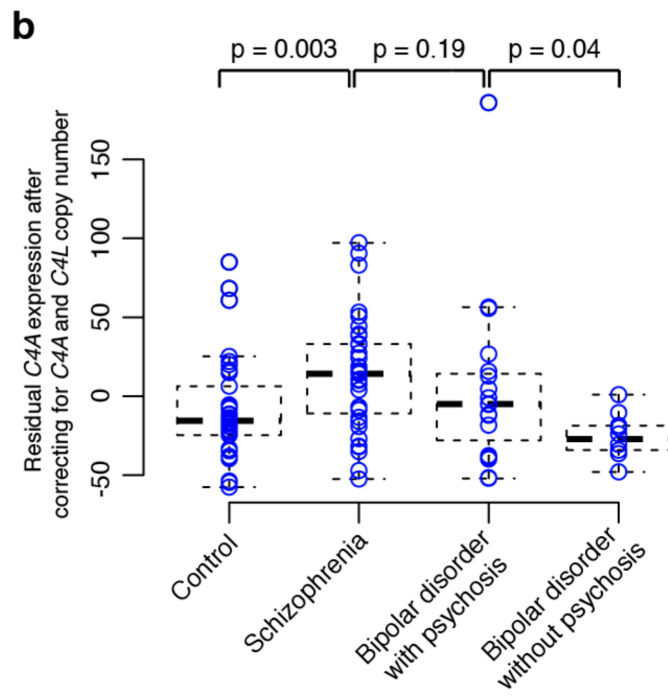 b
p = 0.003
p = 0.19
p = 0.04
Residual C4A expression after
correcting for C4A and C4L copy number
150
100
50
0
-50
Control
Schizophrenia
Bipolar disorder
with psychosis
Bipolar disorder
without psychosis